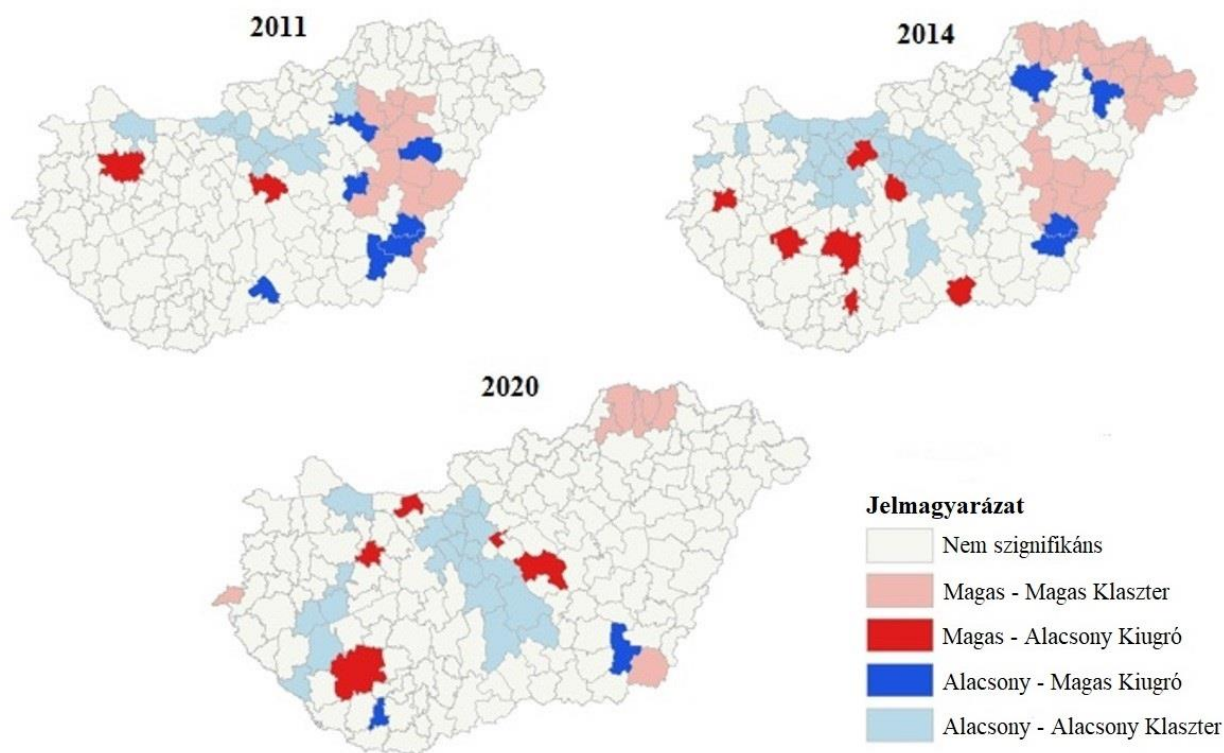 2011
2014
2020
Jelmagyarázat
Nem szignifikáns
Magas - Magas Klaszter
Magas - Alacsony Kiugró
Alacsony - Magas Kiugró
Alacsony - Alacsony Klaszter